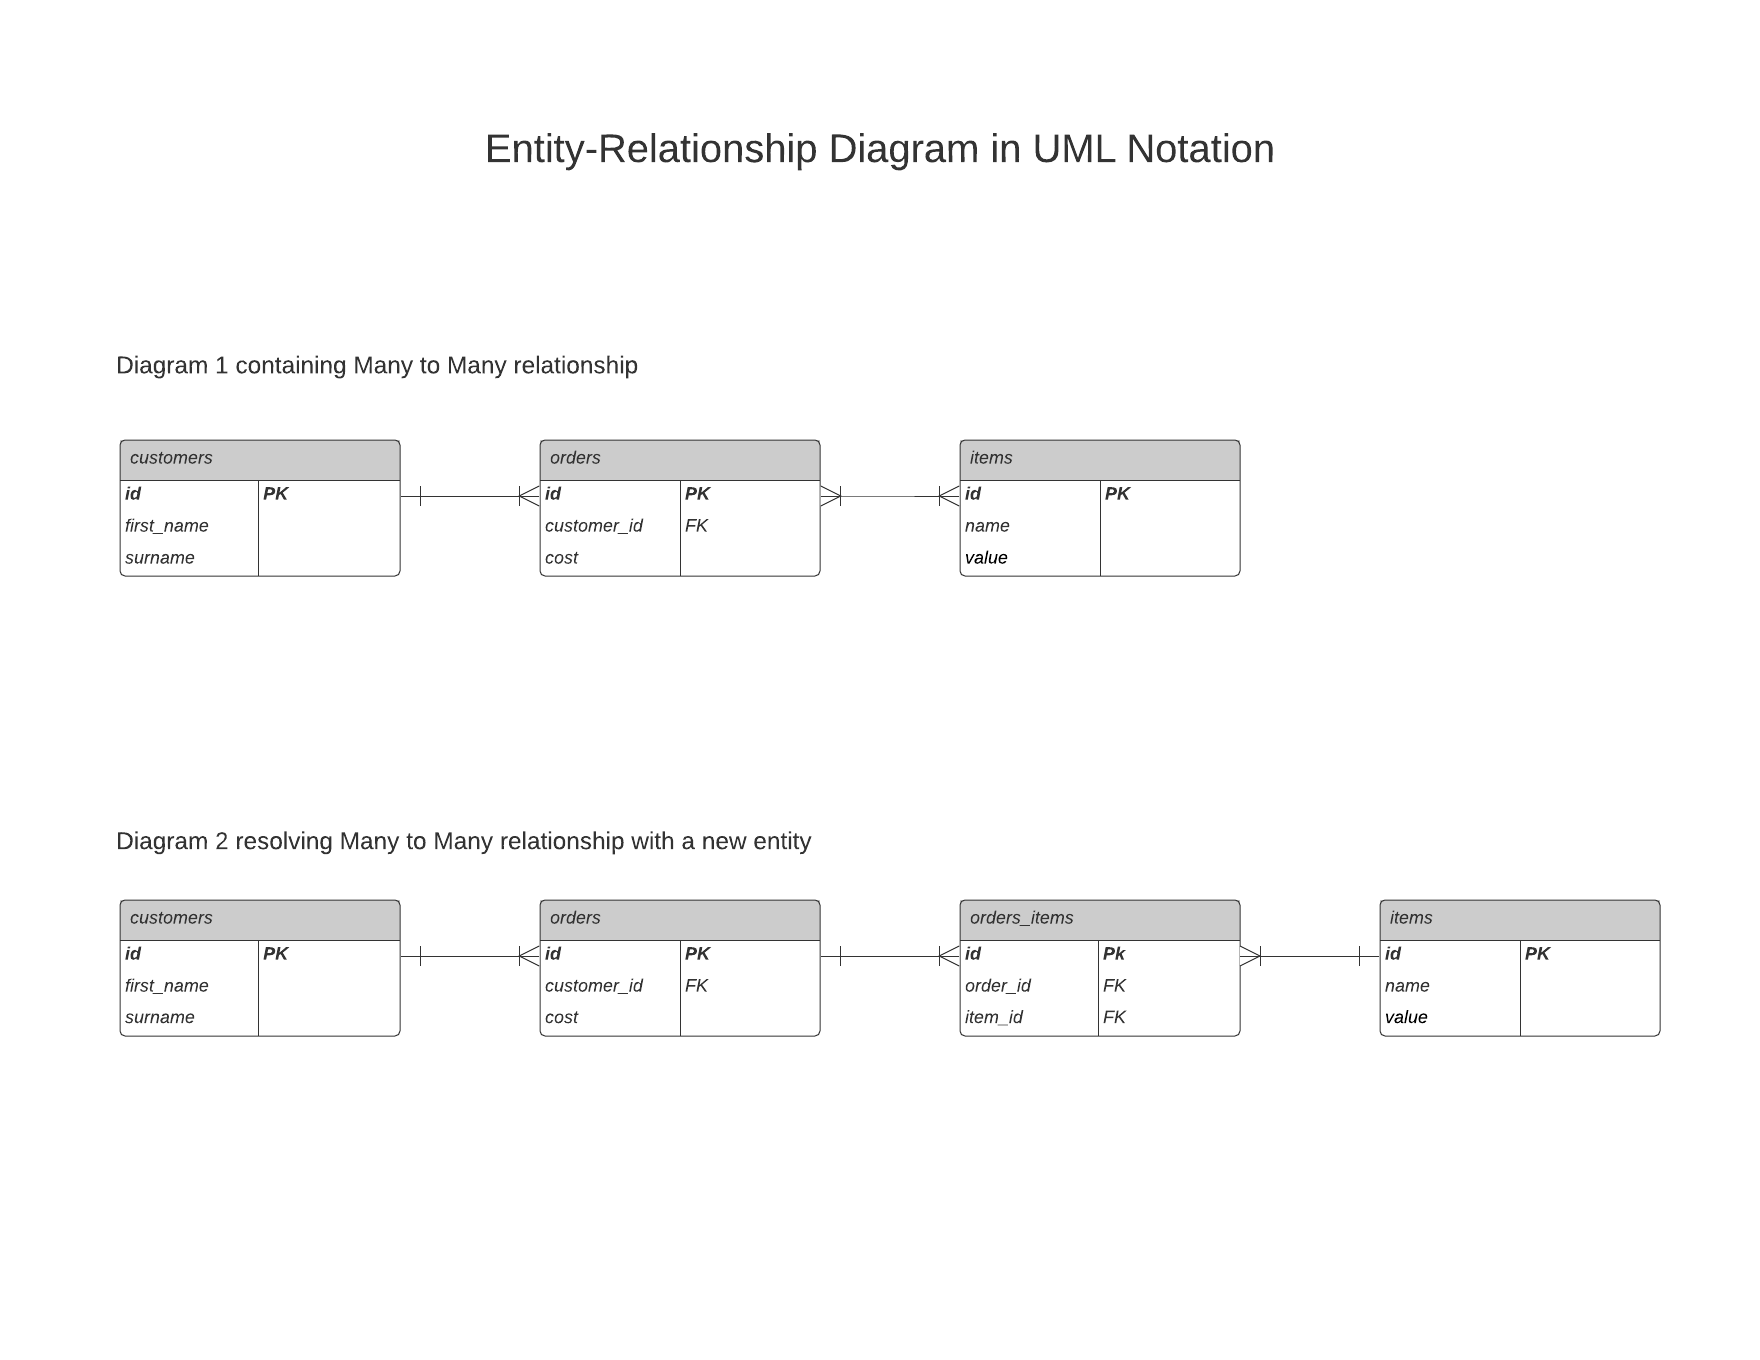 Entity-Relationship Diagram in UML Notation
Diagram 1 containing Many to Many relationship
customers
id PK
first_name
surname
orders
id PK
customer_id FK
cost
items
id PK
name
value
Diagram 2 resolving Many to Many relationship with a new entity
customers
id PK
first_name
surname
orders
id PK
customer_id FK
cost
orders_items
id Pk
order_id FK
item_id FK
items
id PK
name
value